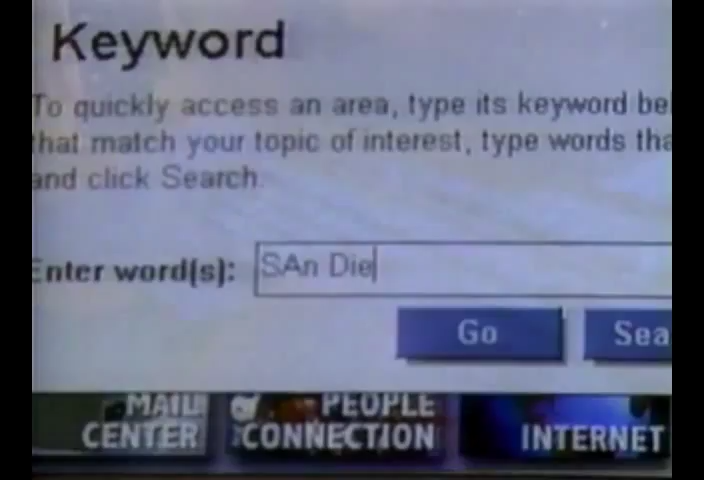 Keyword
To quickly access an area, type its keyword be
that match your topic of interest, type words tha
and click Search.
Enter word(s): SAn Die
Go Sea
MAIL CENTER PEOPLE CONNECTION INTERNET